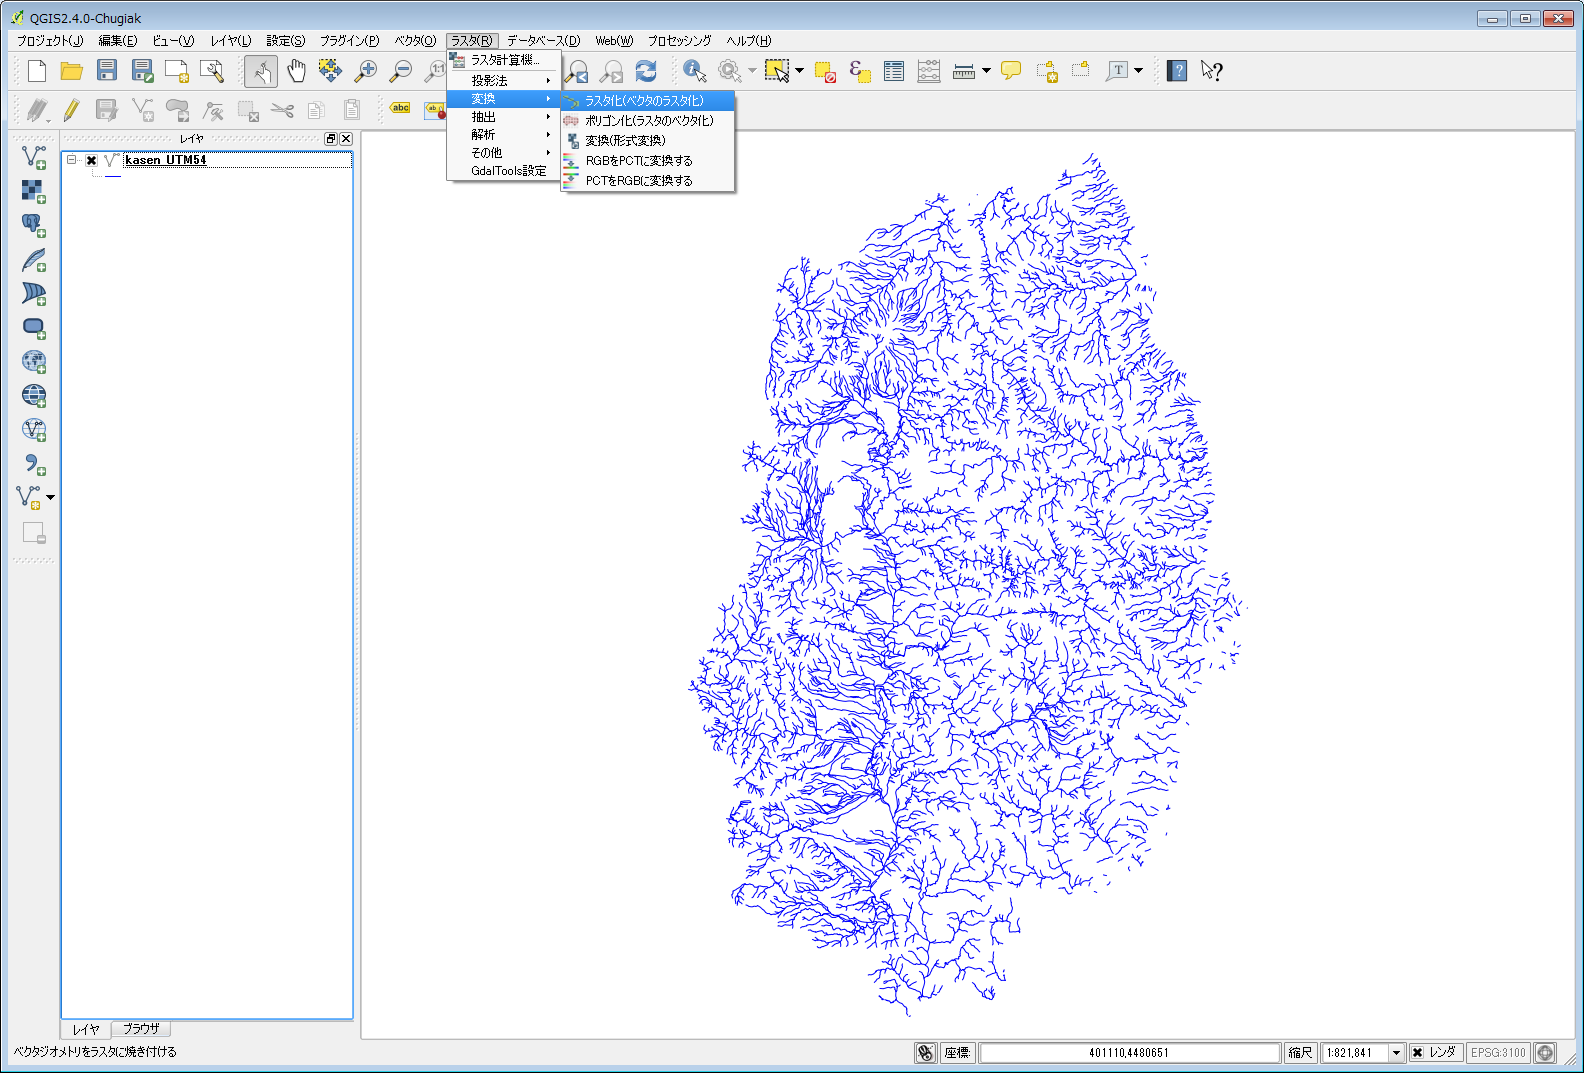 QGIS2.4.0-Chugiak
プロジェクト(J) 編集(E) ビュー(V) レイヤ(L) 設定(S) プラグイン(P) ベクタ(O) ラスタ(R) データベース(D) Web(W) プロセッシング ヘルプ(H)
ラスタ計算機...
投影法
変換
抽出
解析
その他
GdalTools設定
ラスタ化(ベクタのラスタ化)
ポリゴン化(ラスタのベクタ化)
変換(形式変換)
RGBをPCTに変換する
PCTをRGBに変換する
abc
レイヤ
kasen_UTM54
レイヤ ブラウザ
ベクタジオメトリをラスタに焼き付ける
座標: 401110,4480651 縮尺 1:821,841 レンダ EPSG:3100